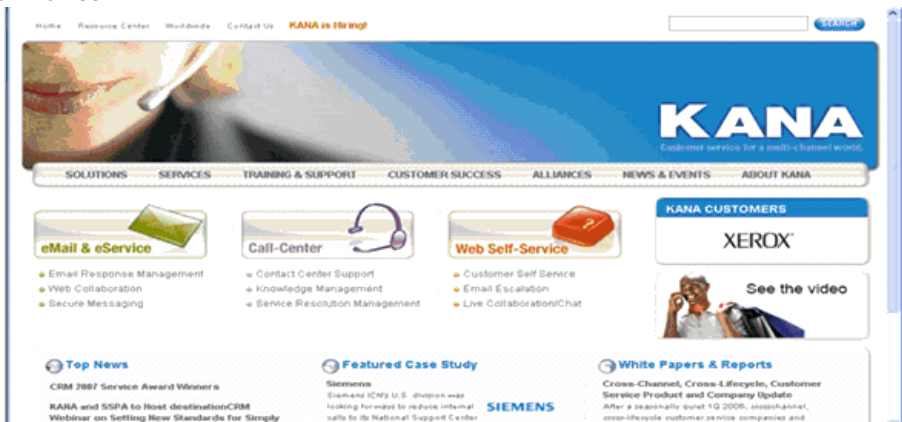 Home Resource Center Worldwide Contact Us KANA is Hiring! SEARCH
KANA
Customer service for a multi-channel world.
SOLUTIONS SERVICES TRAINING & SUPPORT CUSTOMER SUCCESS ALLIANCES NEWS & EVENTS ABOUT KANA
eMail & eService
Email Response Management
Web Collaboration
Secure Messaging
Call-Center
Contact Center Support
Knowledge Management
Service Resolution Management
Web Self-Service
Customer Self Service
Email Escalation
Live Collaboration/Chat
KANA CUSTOMERS
XEROX
See the video
Top News
CRM 2007 Service Award Winners
KANA and SSPA to Host destinationCRM
Webinar on Setting New Standards for Simply
Featured Case Study
Siemens
Siemens ICN's U.S. division was
looking for ways to reduce internal
calls to its National Support Center
SIEMENS
White Papers & Reports
Cross-Channel, Cross-Lifecycle, Customer
Service Product and Company Update
After a seasonally quiet 1Q 2006, crosschannel,
cross-lifecycle customer service companies and